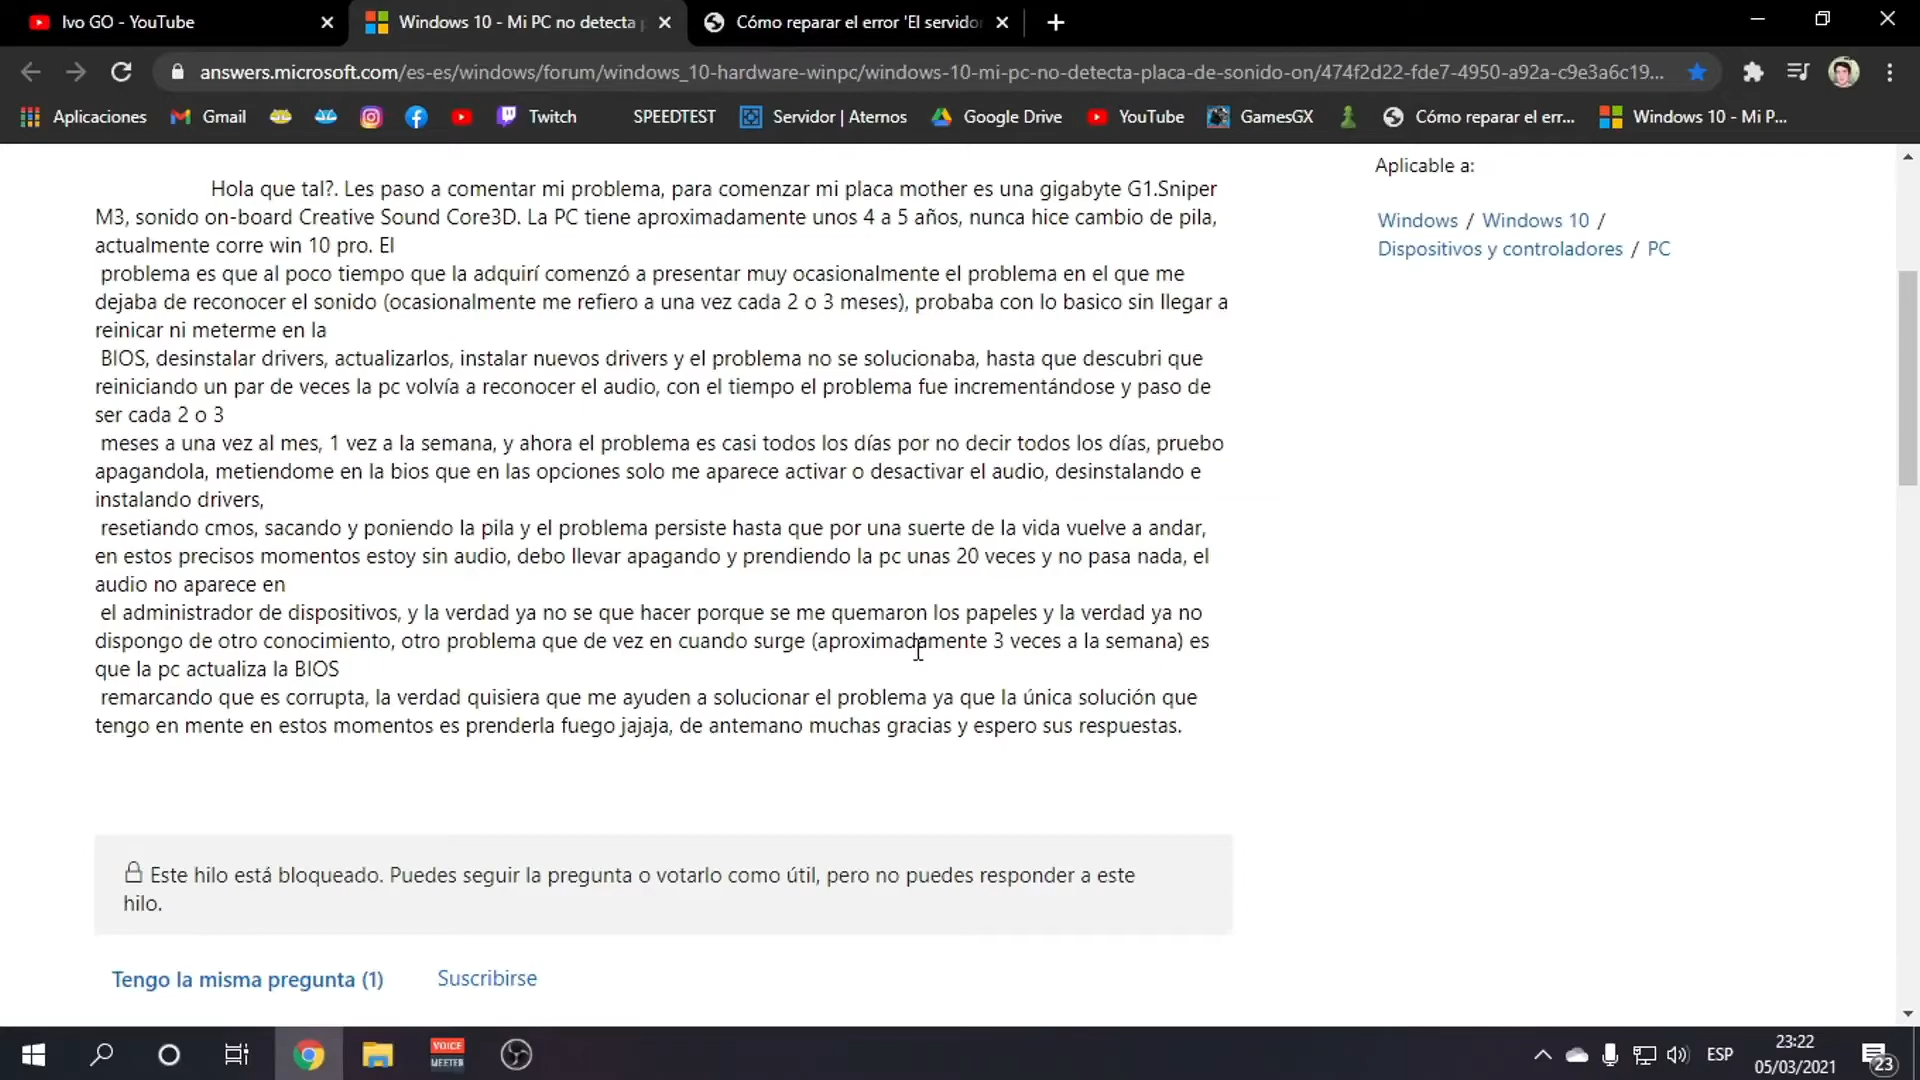 Ivo GO - YouTube
Windows 10 - Mi PC no detecta p
Cómo reparar el error 'El servido
answers.microsoft.com/es-es/windows/forum/windows_10-hardware-winpc/windows-10-mi-pc-no-detecta-placa-de-sonido-on/474f2d22-fde7-4950-a92a-c9e3a6c19...
Aplicaciones
Gmail
Twitch
SPEEDTEST
Servidor | Aternos
Google Drive
YouTube
GamesGX
Cómo reparar el err...
Windows 10 - Mi P...
Hola que tal?. Les paso a comentar mi problema, para comenzar mi placa mother es una gigabyte G1.Sniper
M3, sonido on-board Creative Sound Core3D. La PC tiene aproximadamente unos 4 a 5 años, nunca hice cambio de pila,
actualmente corre win 10 pro. El
problema es que al poco tiempo que la adquirí comenzó a presentar muy ocasionalmente el problema en el que me
dejaba de reconocer el sonido (ocasionalmente me refiero a una vez cada 2 o 3 meses), probaba con lo basico sin llegar a
reinicar ni meterme en la
BIOS, desinstalar drivers, actualizarlos, instalar nuevos drivers y el problema no se solucionaba, hasta que descubri que
reiniciando un par de veces la pc volvía a reconocer el audio, con el tiempo el problema fue incrementándose y paso de
ser cada 2 o 3
meses a una vez al mes, 1 vez a la semana, y ahora el problema es casi todos los días por no decir todos los días, pruebo
apagandola, metiendome en la bios que en las opciones solo me aparece activar o desactivar el audio, desinstalando e
instalando drivers,
resetiando cmos, sacando y poniendo la pila y el problema persiste hasta que por una suerte de la vida vuelve a andar,
en estos precisos momentos estoy sin audio, debo llevar apagando y prendiendo la pc unas 20 veces y no pasa nada, el
audio no aparece en
el administrador de dispositivos, y la verdad ya no se que hacer porque se me quemaron los papeles y la verdad ya no
dispongo de otro conocimiento, otro problema que de vez en cuando surge (aproximadamente 3 veces a la semana) es
que la pc actualiza la BIOS
remarcando que es corrupta, la verdad quisiera que me ayuden a solucionar el problema ya que la única solución que
tengo en mente en estos momentos es prenderla fuego jajaja, de antemano muchas gracias y espero sus respuestas.
Aplicable a:
Windows / Windows 10 /
Dispositivos y controladores / PC
Este hilo está bloqueado. Puedes seguir la pregunta o votarlo como útil, pero no puedes responder a este
hilo.
Tengo la misma pregunta (1)
Suscribirse
VOICE
MEETER
ESP
23:22
05/03/2021
23